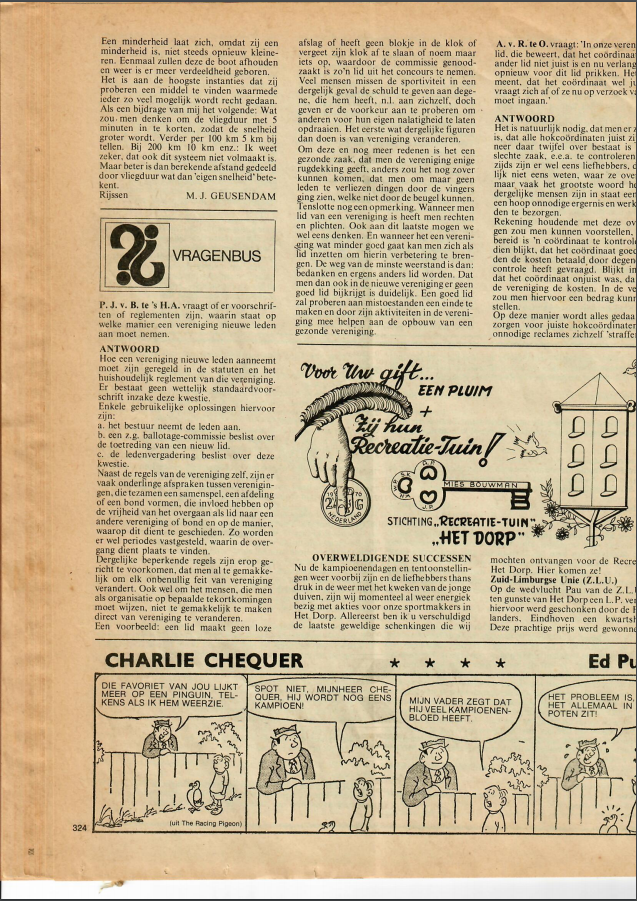 Een minderheid laat zich, omdat zij een
minderheid is, niet steeds opnieuw kleine-
ren. Eenmaal zullen deze de boot afhouden
en weer is er meer verdeeldheid geboren.
Het is aan de hoogste instanties dat zij
proberen een middel te vinden waarmede
ieder zo veel mogelijk wordt recht gedaan.
Als een bijdrage van mij het volgende: Wat
zou men denken om de vliegduur met 5
minuten in te korten, zodat de snelheid
groter wordt. Verder per 100 km 5 km bij
tellen. Bij 200 km 10 km enz.: Ik weet
zeker, dat ook dit systeem niet volmaakt is.
Maar beter is dan berekende afstand gedeeld
door vliegduur wat dan 'eigen snelheid' bete-
kent.
Rijssen M. J. GEUSENDAM
VRAGENBUS
P. J. v. B. te 's H.A. vraagt of er voorschrif-
ten of reglementen zijn, waarin staat op
welke manier een vereniging nieuwe leden
aan moet nemen.
ANTWOORD
Hoe een vereniging nieuwe leden aanneemt
moet zijn geregeld in de statuten en het
huishoudelijk reglement van die vereniging.
Er bestaat geen wettelijk standaardvoor-
schrift inzake deze kwestie.
Enkele gebruikelijke oplossingen hiervoor
zijn:
a. het bestuur neemt de leden aan.
b. een z.g. ballotage-commissie beslist over
de toetreding van een nieuw lid.
c. de ledenvergadering beslist over deze
kwestie.
Naast de regels van de vereniging zelf, zijn er
vaak onderlinge afspraken tussen verenigin-
gen, die tezamen een samenspel, een afdeling
of een bond vormen, die invloed hebben op
de vrijheid van het overgaan als lid naar een
andere vereniging of bond en op de manier,
waarop dit dient te geschieden. Zo worden
er wel periodes vastgesteld, waarin de over-
gang dient plaats te vinden.
Dergelijke beperkende regels zijn erop ge-
richt te voorkomen, dat men al te gemakke-
lijk om elk onbenullig feit van vereniging
verandert. Ook wel om het mensen, die men
als organisatie op bepaalde tekortkomingen
moet wijzen, niet te gemakkelijk te maken
direct van vereniging te veranderen.
Een voorbeeld: een lid maakt geen loze
afslag of heeft geen blokje in de klok of
vergeet zijn klok af te slaan of noem maar
iets op, waardoor de commissie genood-
zaakt is zo'n lid uit het concours te nemen.
Veel mensen missen de sportiviteit in een
dergelijk geval de schuld te geven aan dege-
ne, die hem heeft, n.l. aan zichzelf, doch
geven er de voorkeur aan te proberen om
anderen voor hun eigen nalatigheid te laten
opdraaien. Het eerste wat dergelijke figuren
dan doen is van vereniging veranderen.
Om deze en nog meer redenen is het een
gezonde zaak, dat men de vereniging enige
rugdekking geeft, anders zou het nog zover
kunnen komen, dat men om maar geen
leden te verliezen dingen door de vingers
ging zien, welke niet door de beugel kunnen.
Tenslotte nog een opmerking. Wanneer men
lid van een vereniging is heeft men rechten
en plichten. Ook aan dit laatste mogen we
wel eens denken. En wanneer het een vereni-
ging wat minder goed gaat kan men zich als
lid inzetten om hierin verbetering te bren-
gen. De weg van de minste weerstand is dan:
bedanken en ergens anders lid worden. Dat
men dan ook in de nieuwe vereniging er geen
goed lid bijkrijgt is duidelijk. Een goed lid
zal proberen aan misstoestanden een einde te
maken en door zijn aktiviteiten in de vereni-
ging mee helpen aan de opbouw van een
gezonde vereniging.
A. v. R. te O. vraagt: 'In onze veren
lid, die beweert, dat het coördinaat
ander lid niet juist is en nu verlang
opnieuw voor dit lid prikken. He
meent, dat het coördinaat wel ju
vraagt zich af of ze nu op verzoek va
moet ingaan.'
ANTWOORD
Het is natuurlijk nodig, dat men er z
is, dat alle hokcoördinaten juist zi
neer daar twijfel over bestaat is
slechte zaak, e.e.a. te controleren
zijds zijn er wel eens liefhebbers, d
lijk niet eens weten, waar ze over
maar vaak het grootste woord he
dergelijke mensen zijn in staat een
een hoop onnodige ergernis en werk
den te bezorgen.
Rekening houdende met deze ov
gen zou men kunnen voorstellen,
bereid is 'n coördinaat te kontrole
dien blijkt, dat het coördinaat goed
den de kosten betaald door degen
controle heeft gevraagd. Blijkt in
dat het coördinaat onjuist was, da
de vereniging de kosten. In de ve
zou men hiervoor een bedrag kunn
stellen.
Op deze manier wordt alles gedaa
zorgen voor juiste hokcoördinaten
onnodige reclames zichzelf 'straffe
Voor Uw gift...
EEN PLUIM
+
Zij hun
Recreatie-Tuin!
MIES BOUWMAN
19 70
2½ G
NEDERLAND
STICHTING „RECREATIE-TUIN"
„HET DORP"
OVERWELDIGENDE SUCCESSEN
Nu de kampioenendagen en tentoonstellin-
gen weer voorbij zijn en de liefhebbers thans
druk in de weer met het kweken van de jonge
duiven, zijn wij momenteel al weer energiek
bezig met akties voor onze sportmakkers in
Het Dorp. Allereerst ben ik u verschuldigd
de laatste geweldige schenkingen die wij
mochten ontvangen voor de Recre
Het Dorp. Hier komen ze!
Zuid-Limburgse Unie (Z.L.U.)
Op de wedvlucht Pau van de Z.L.
ten gunste van Het Dorp een L.P. ver
hiervoor werd geschonken door de
landers, Eindhoven een kwartsh
Deze prachtige prijs werd gewonne
CHARLIE CHEQUER ★ ★ ★ ★ Ed Pu
DIE FAVORIET VAN JOU LIJKT
MEER OP EEN PINGUIN, TEL-
KENS ALS IK HEM WEERZIE.
(uit The Racing Pigeon)
SPOT NIET, MIJNHEER CHE-
QUER, HIJ WORDT NOG EENS
KAMPIOEN!
MIJN VADER ZEGT DAT
HIJ VEEL KAMPIOENEN-
BLOED HEEFT.
HET PROBLEEM IS,
HET ALLEMAAL IN
POTEN ZIT!
324